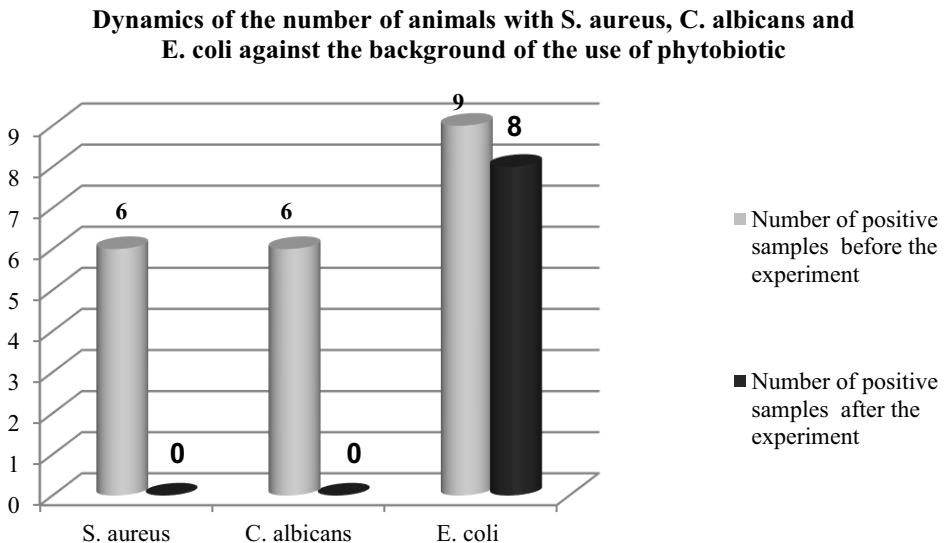 Dynamics of the number of animals with S. aureus, C. albicans and
E. coli against the background of the use of phytobiotic
9
8
7
6
5
4
3
2
1
0
6
0
6
0
9
8
S. aureus
C. albicans
E. coli
Number of positive
samples before the
experiment
Number of positive
samples after the
experiment